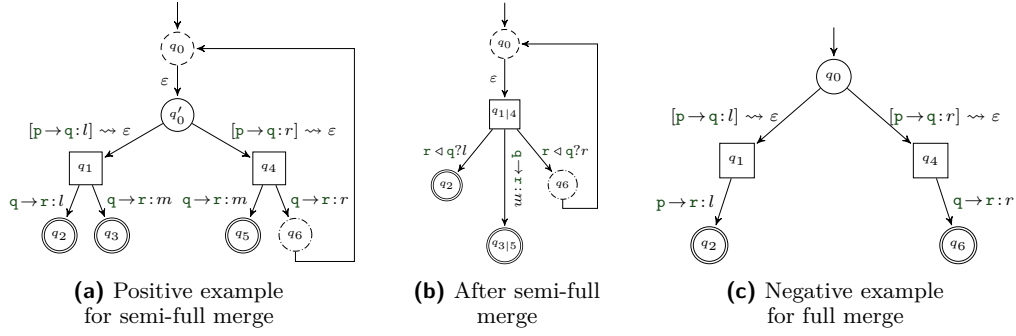 q0
ε
q0′
[p→q:l] ⇝ ε
[p→q:r] ⇝ ε
q1
q4
q→r:l
q→r:m
q→r:m
q→r:r
q2
q3
q5
q6
(a) Positive example
for semi-full merge
q0
ε
q1|4
r ◁ q?l
q→r:m
r ◁ q?r
q2
q6
q3|5
(b) After semi-full
merge
q0
[p→q:l] ⇝ ε
[p→q:r] ⇝ ε
q1
q4
p→r:l
q→r:r
q2
q6
(c) Negative example
for full merge